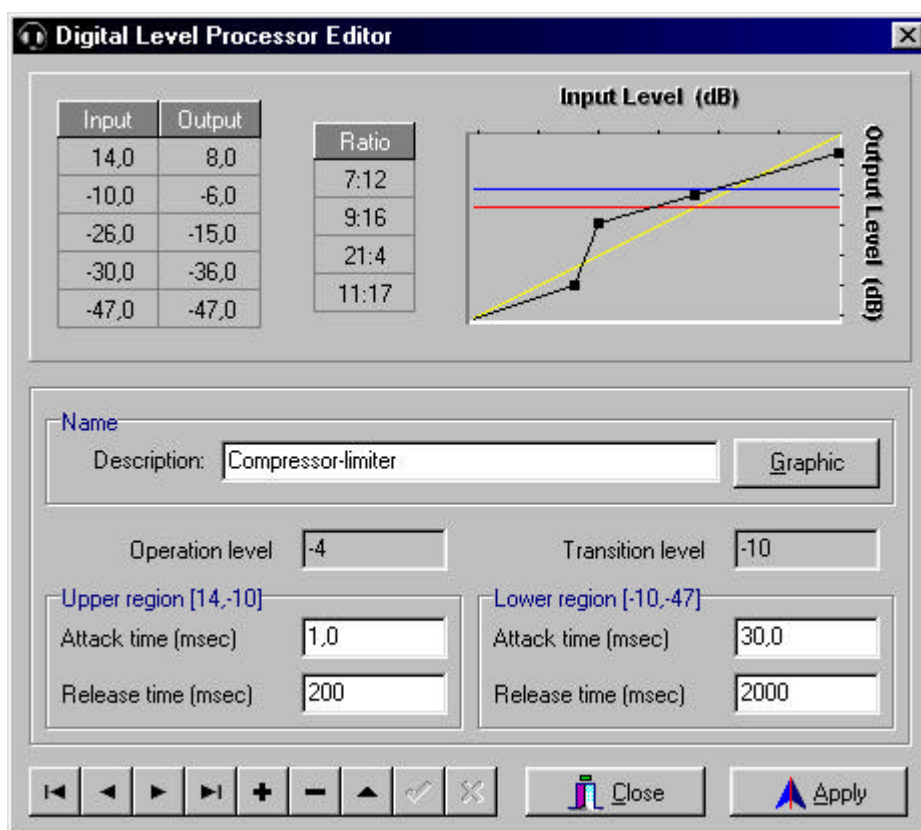 Digital Level Processor Editor
Input Output
14,0 8,0
-10,0 -6,0
-26,0 -15,0
-30,0 -36,0
-47,0 -47,0
Ratio
7:12
9:16
21:4
11:17
Input Level (dB)
Output Level (dB)
Name
Description: Compressor-limiter Graphic
Operation level -4
Transition level -10
Upper region [14,-10]
Attack time (msec) 1,0
Release time (msec) 200
Lower region [-10,-47]
Attack time (msec) 30,0
Release time (msec) 2000
Close Apply